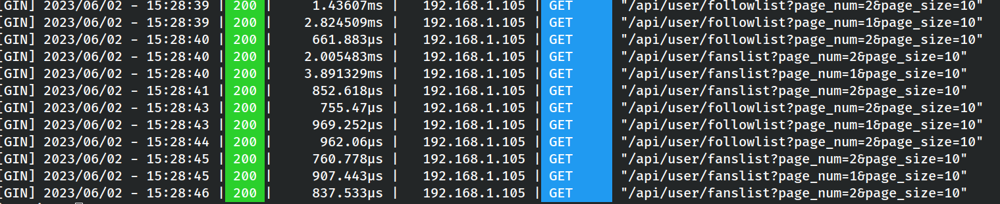 [GIN] 2023/06/02 - 15:28:39 | 200 | 1.43607ms | 192.168.1.105 | GET "/api/user/followlist?page_num=2&page_size=10"
[GIN] 2023/06/02 - 15:28:39 | 200 | 2.824509ms | 192.168.1.105 | GET "/api/user/followlist?page_num=1&page_size=10"
[GIN] 2023/06/02 - 15:28:40 | 200 | 661.883µs | 192.168.1.105 | GET "/api/user/followlist?page_num=2&page_size=10"
[GIN] 2023/06/02 - 15:28:40 | 200 | 2.005483ms | 192.168.1.105 | GET "/api/user/fanslist?page_num=2&page_size=10"
[GIN] 2023/06/02 - 15:28:40 | 200 | 3.891329ms | 192.168.1.105 | GET "/api/user/fanslist?page_num=1&page_size=10"
[GIN] 2023/06/02 - 15:28:41 | 200 | 852.618µs | 192.168.1.105 | GET "/api/user/fanslist?page_num=2&page_size=10"
[GIN] 2023/06/02 - 15:28:43 | 200 | 755.47µs | 192.168.1.105 | GET "/api/user/followlist?page_num=2&page_size=10"
[GIN] 2023/06/02 - 15:28:43 | 200 | 969.252µs | 192.168.1.105 | GET "/api/user/followlist?page_num=1&page_size=10"
[GIN] 2023/06/02 - 15:28:44 | 200 | 962.06µs | 192.168.1.105 | GET "/api/user/followlist?page_num=2&page_size=10"
[GIN] 2023/06/02 - 15:28:45 | 200 | 760.778µs | 192.168.1.105 | GET "/api/user/fanslist?page_num=2&page_size=10"
[GIN] 2023/06/02 - 15:28:45 | 200 | 907.443µs | 192.168.1.105 | GET "/api/user/fanslist?page_num=1&page_size=10"
[GIN] 2023/06/02 - 15:28:46 | 200 | 837.533µs | 192.168.1.105 | GET "/api/user/fanslist?page_num=2&page_size=10"